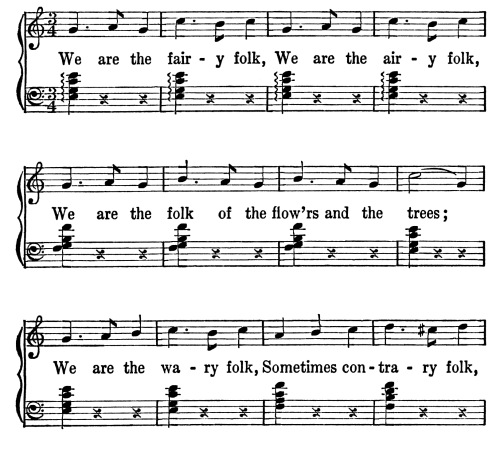 We are the fair - y folk, We are the air - y folk,
We are the folk of the flow'rs and the trees;
We are the wa - ry folk, Sometimes con - tra - ry folk,